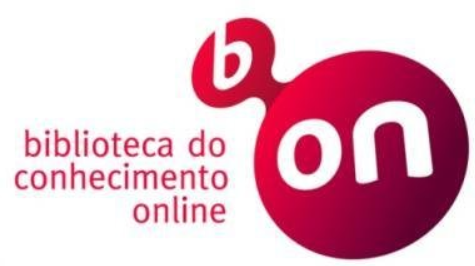 b
on
biblioteca do
conhecimento
online